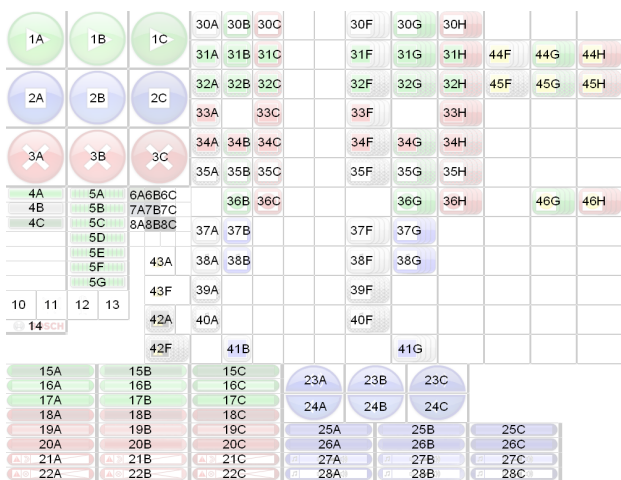 30A 30B 30C 30F 30G 30H
1A 1B 1C
31A 31B 31C 31F 31G 31H 44F 44G 44H
32A 32B 32C 32F 32G 32H 45F 45G 45H
2A 2B 2C
33A 33C 33F 33H
34A 34B 34C 34F 34G 34H
3A 3B 3C
35A 35B 35C 35F 35G 35H
4A 5A 6A6B6C
36B 36C 36G 36H 46G 46H
4B 5B 7A7B7C
4C 5C 8A8B8C
37A 37B 37F 37G
5D
5E
43A 38A 38B 38F 38G
5F
5G
43F 39A 39F
10 11 12 13
42A 40A 40F
14
42F 41B 41G
15A 15B 15C
23A 23B 23C
16A 16B 16C
17A 17B 17C
24A 24B 24C
18A 18B 18C
19A 19B 19C 25A 25B 25C
20A 20B 20C 26A 26B 26C
21A 21B 21C 27A 27B 27C
22A 22B 22C 28A 28B 28C